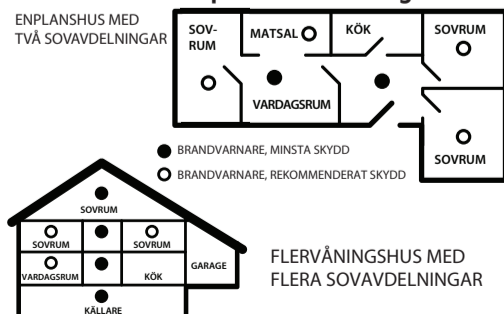 ENPLANSHUS MED
TVÅ SOVAVDELNINGAR
SOV-
RUM
MATSAL
KÖK
SOVRUM
VARDAGSRUM
SOVRUM
BRANDVARNARE, MINSTA SKYDD
BRANDVARNARE, REKOMMENDERAT SKYDD
SOVRUM
SOVRUM
SOVRUM
VARDAGSRUM
KÖK
GARAGE
KÄLLARE
FLERVÅNINGSHUS MED
FLERA SOVAVDELNINGAR